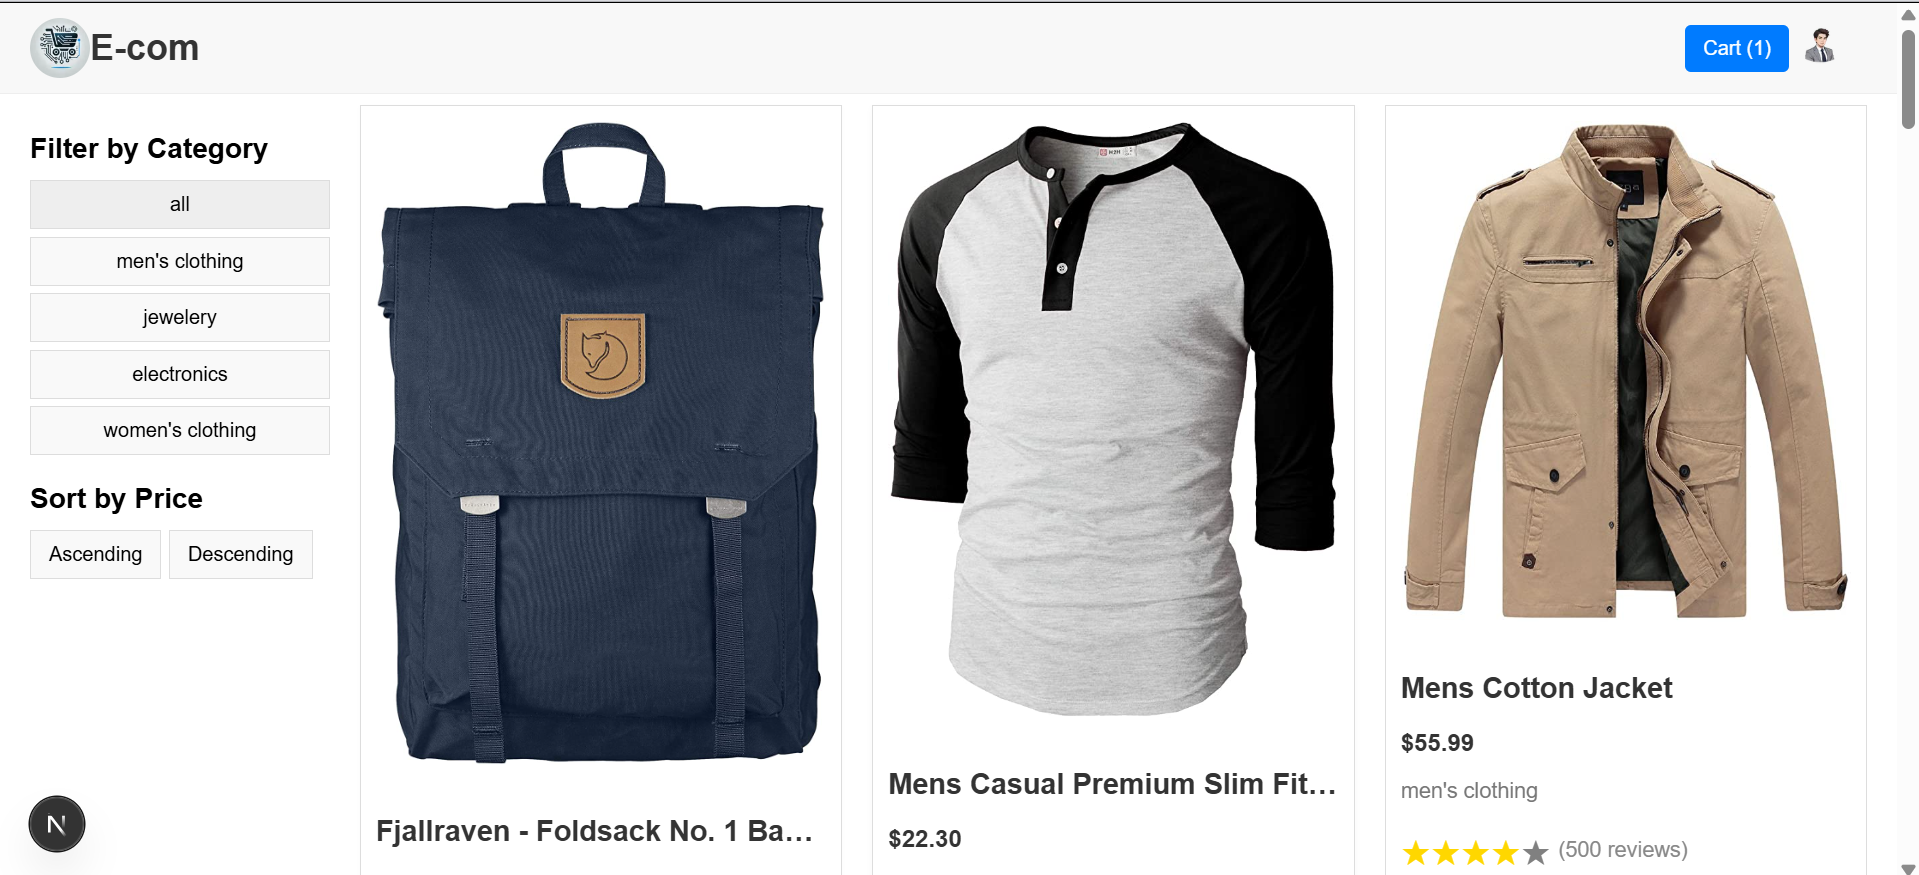 E-com
Cart (1)
Filter by Category
all
men's clothing
jewelery
electronics
women's clothing
Sort by Price
Ascending
Descending
Fjallraven - Foldsack No. 1 Ba...
Mens Casual Premium Slim Fit...
$22.30
Mens Cotton Jacket
$55.99
men's clothing
(500 reviews)
N